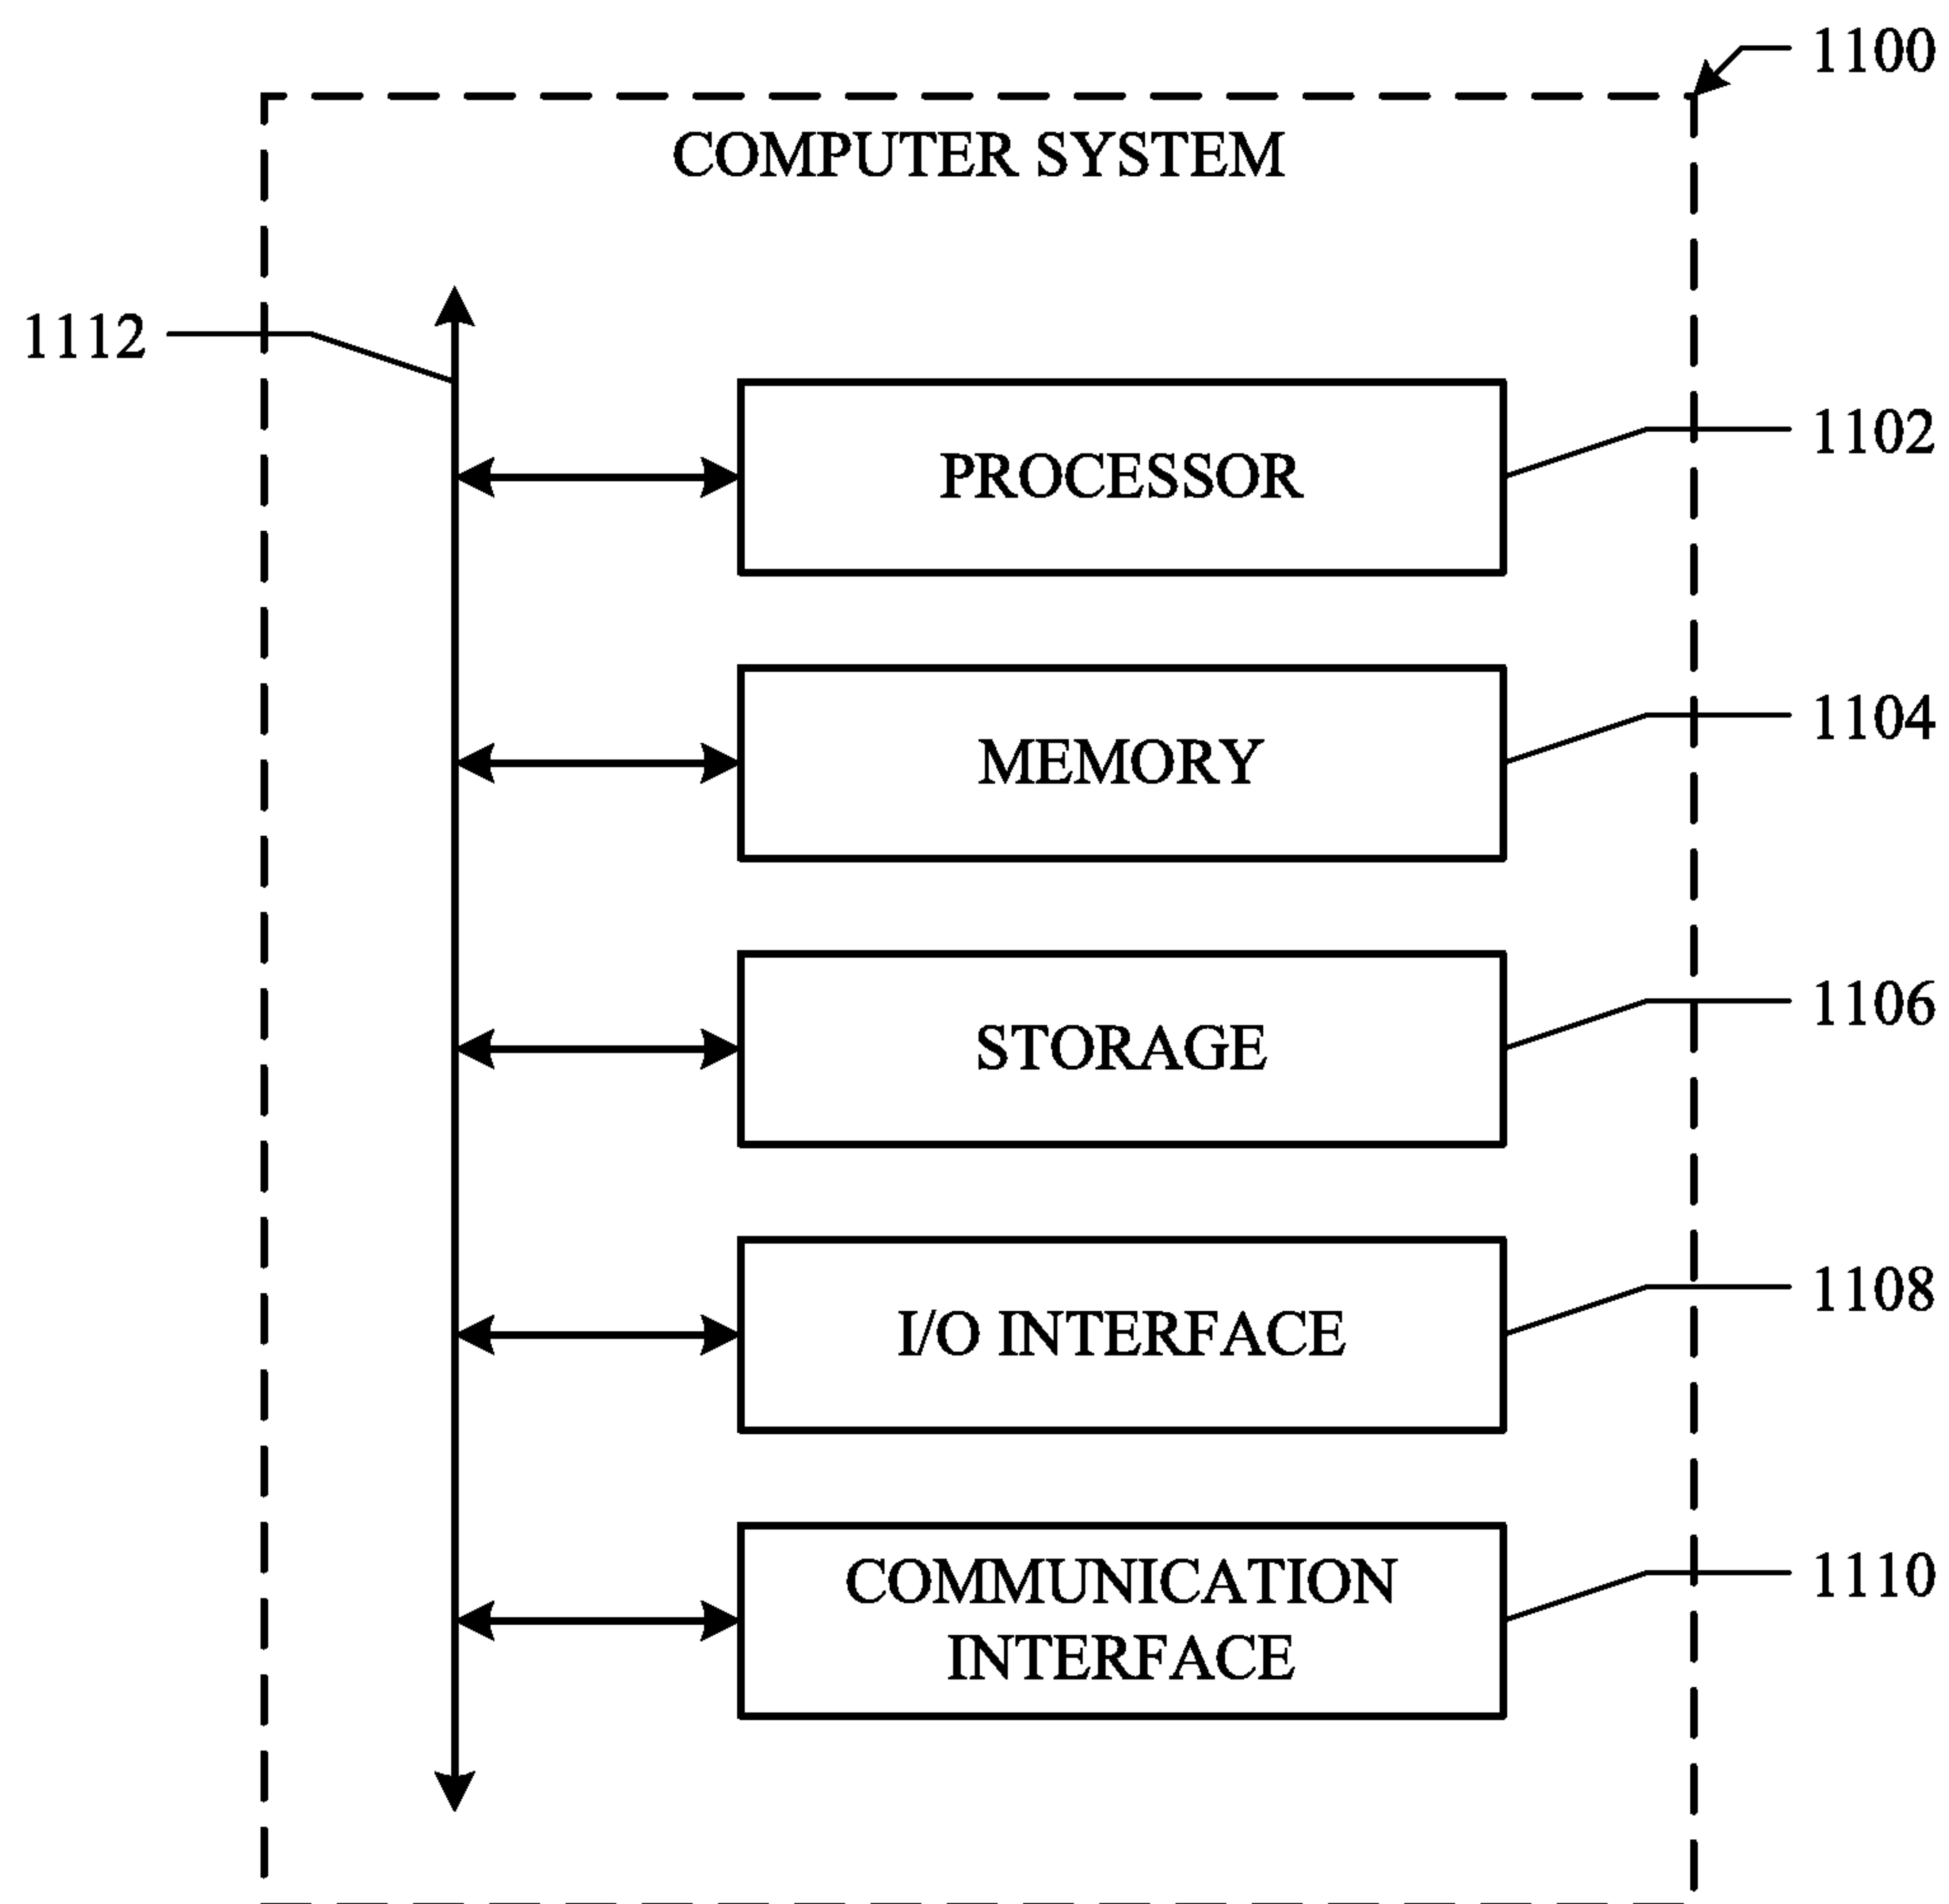 1100
COMPUTER SYSTEM
1112
1102
PROCESSOR
1104
MEMORY
1106
STORAGE
1108
I/O INTERFACE
1110
COMMUNICATION
INTERFACE